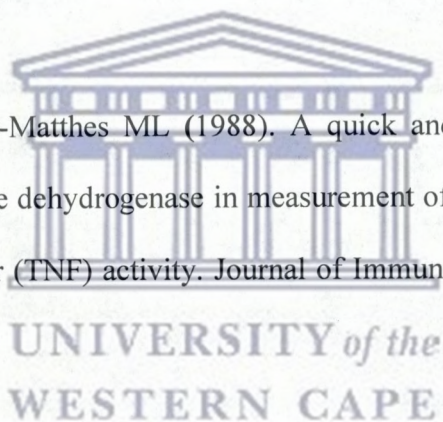 -Matthes ML (1988). A quick and
e dehydrogenase in measurement of
(TNF) activity. Journal of Immun
UNIVERSITY of the
WESTERN CAPE